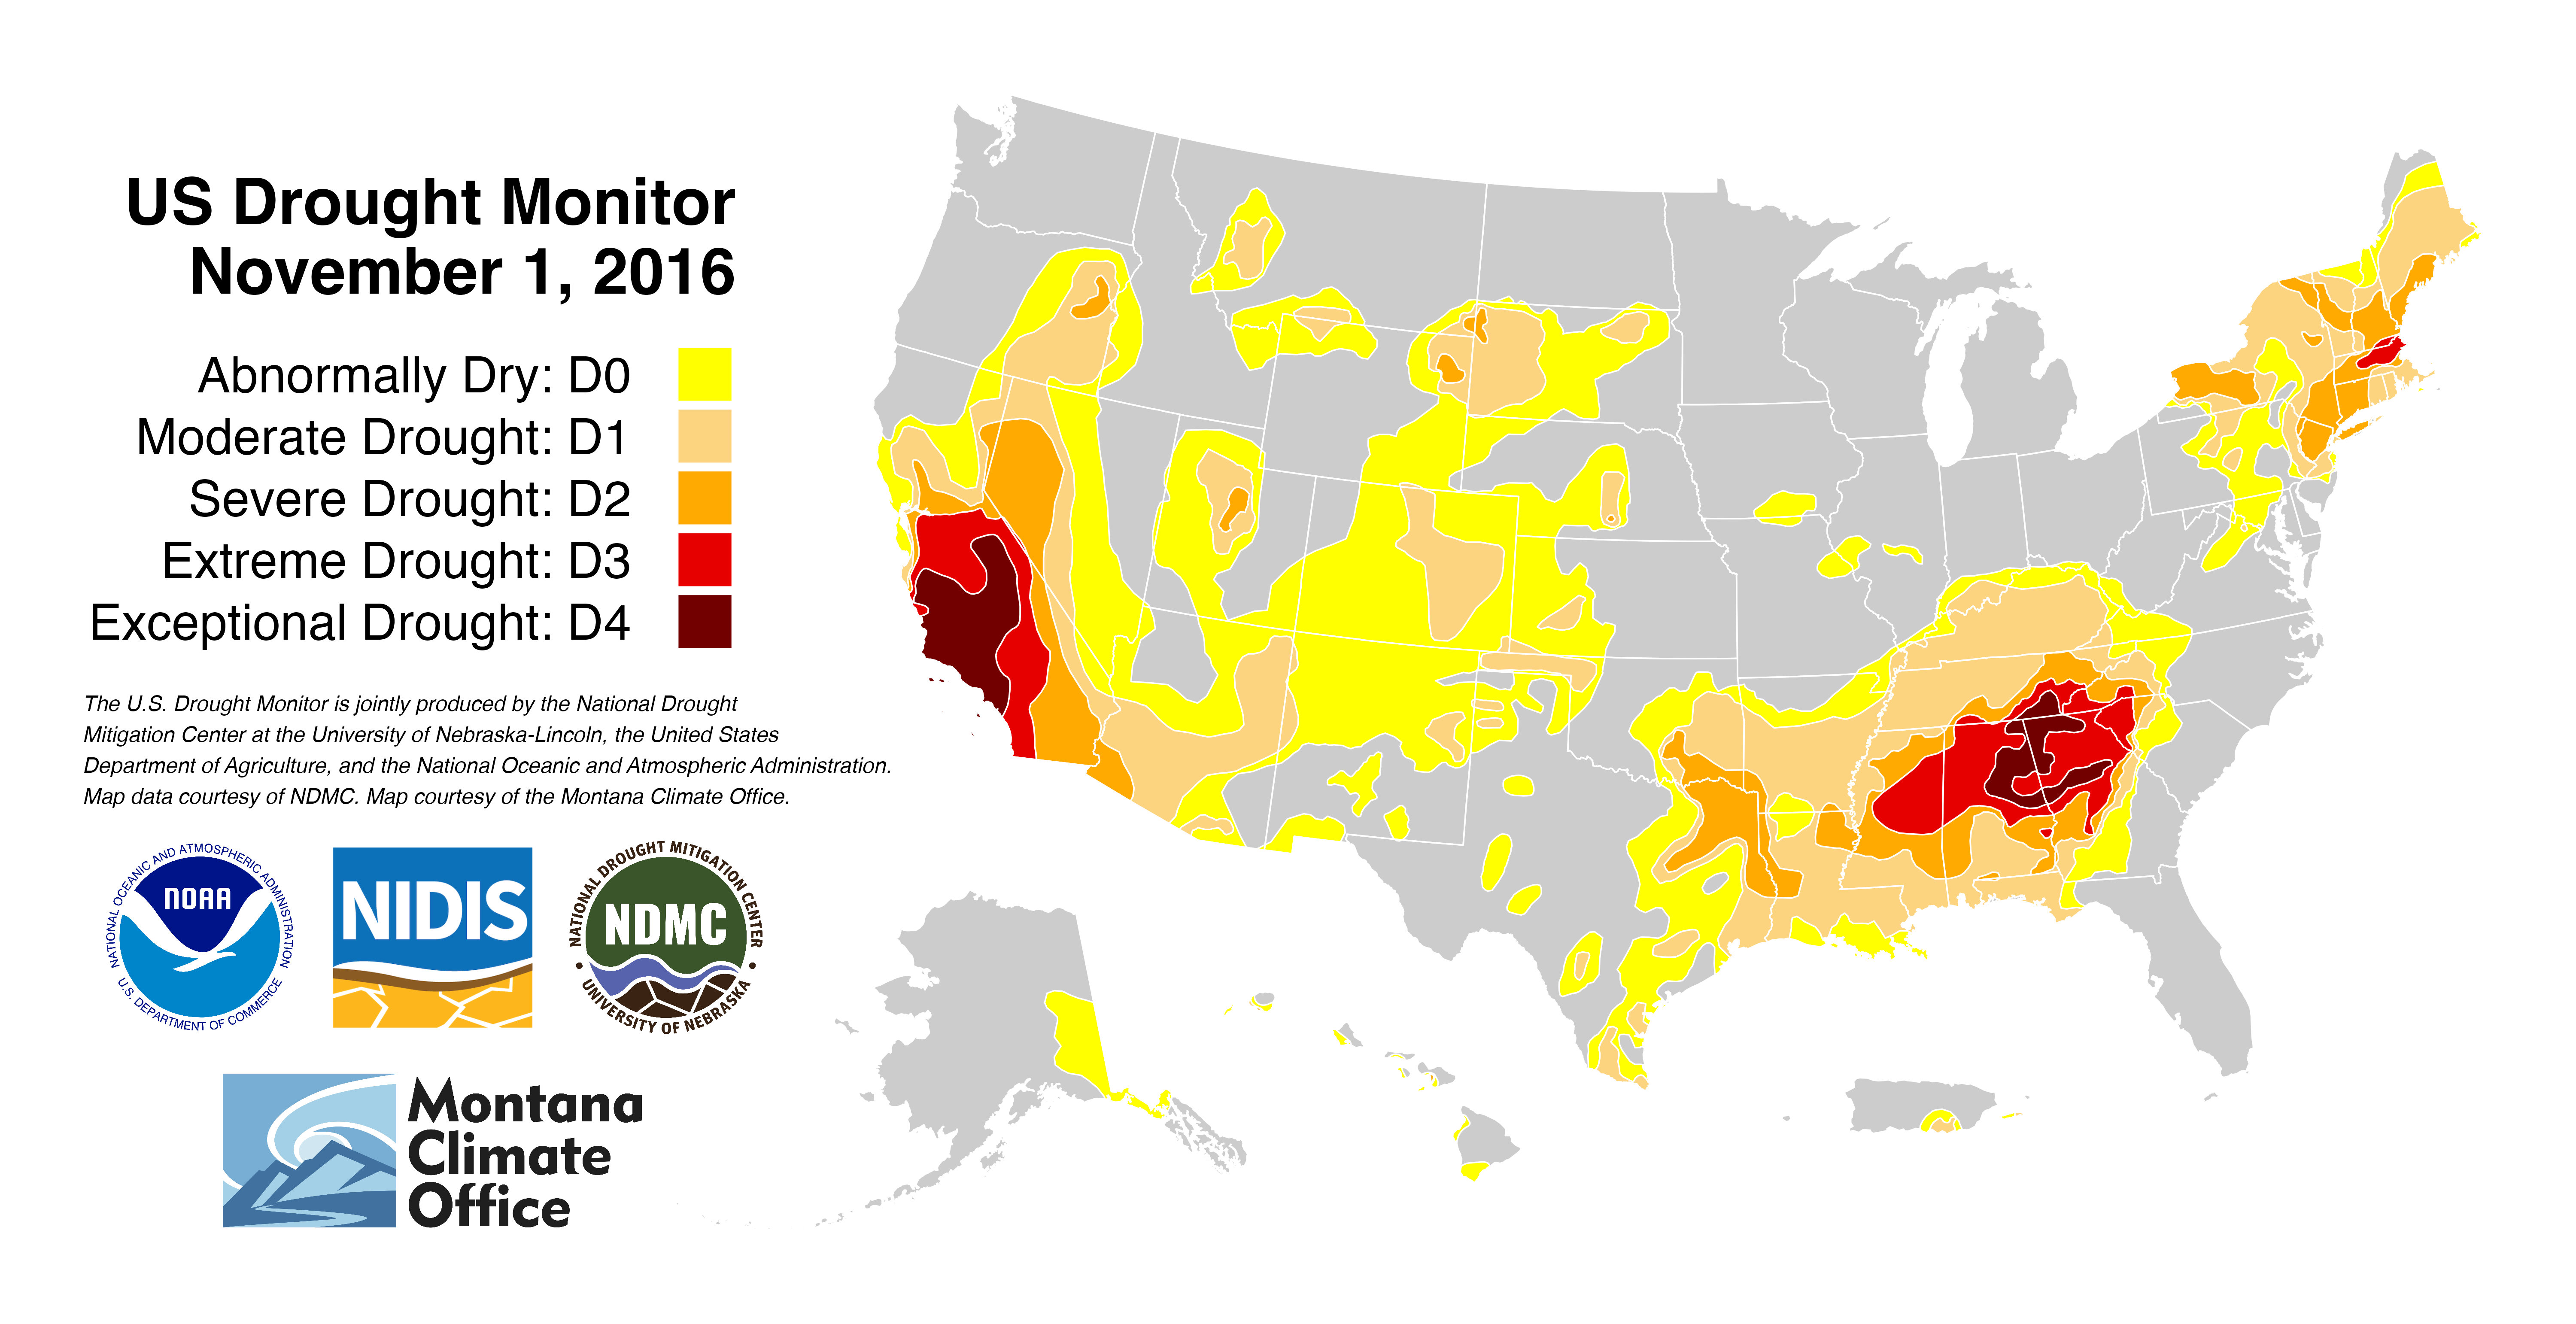 US Drought Monitor
November 1, 2016
Abnormally Dry: D0
Moderate Drought: D1
Severe Drought: D2
Extreme Drought: D3
Exceptional Drought: D4
The U.S. Drought Monitor is jointly produced by the National Drought
Mitigation Center at the University of Nebraska-Lincoln, the United States
Department of Agriculture, and the National Oceanic and Atmospheric Administration.
Map data courtesy of NDMC. Map courtesy of the Montana Climate Office.
NATIONAL OCEANIC AND ATMOSPHERIC ADMINISTRATION
NOAA
U.S. DEPARTMENT OF COMMERCE
NIDIS
NATIONAL DROUGHT MITIGATION CENTER
NDMC
UNIVERSITY OF NEBRASKA
Montana
Climate
Office